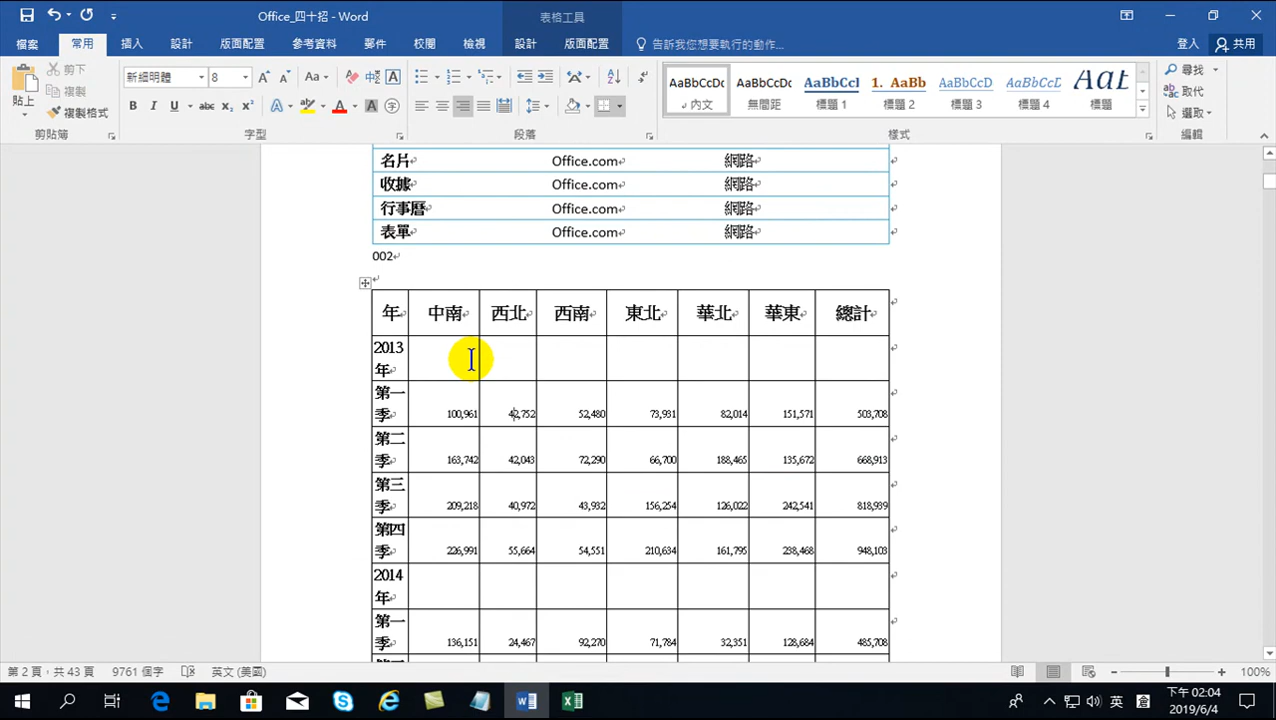 Office_四十招 - Word
表格工具
檔案 常用 插入 設計 版面配置 參考資料 郵件 校閱 檢視 設計 版面配置 告訴我您想要執行的動作... 登入 共用
貼上 剪下 複製 複製格式
新細明體 8
AaBbCcDc 內文
AaBbCcDc 無間距
AaBbCcI 標題 1
1. AaBb 標題 2
AaBbCcD 標題 3
AaBbCcD 標題 4
AaB 標題
尋找 取代 選取
剪貼簿 字型 段落 樣式 編輯
名片 Office.com 網路
收據 Office.com 網路
行事曆 Office.com 網路
表單 Office.com 網路
002
年 中南 西北 西南 東北 華北 華東 總計
2013年
第一季 100,961 42,752 52,480 73,931 82,014 151,571 503,708
第二季 163,742 42,043 72,290 66,700 188,465 135,672 668,913
第三季 209,218 40,972 43,932 156,254 126,022 242,541 818,939
第四季 226,991 55,664 54,551 210,634 161,795 238,468 948,103
2014年
第一季 136,151 24,467 92,270 71,784 32,351 128,684 485,708
第 2 頁，共 43 頁 9761 個字 英文 (美國) 100%
英 下午 02:04
2019/6/4